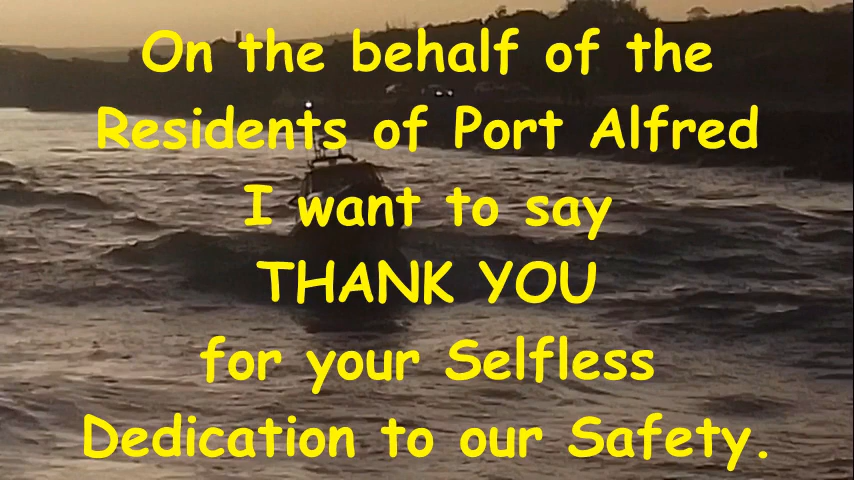 On the behalf of the
Residents of Port Alfred
I want to say
THANK YOU
for your Selfless
Dedication to our Safety.